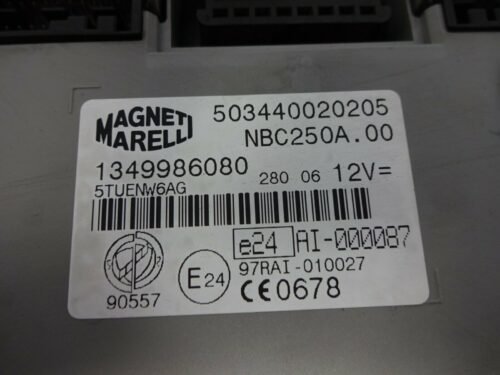 MAGNETI MARELLI
503440020205
NBC250A.00
1349986080
280 06 12V=
5TUENW6AG
e24 AI-000087
97RAI-010027
E24
90557
CE0678